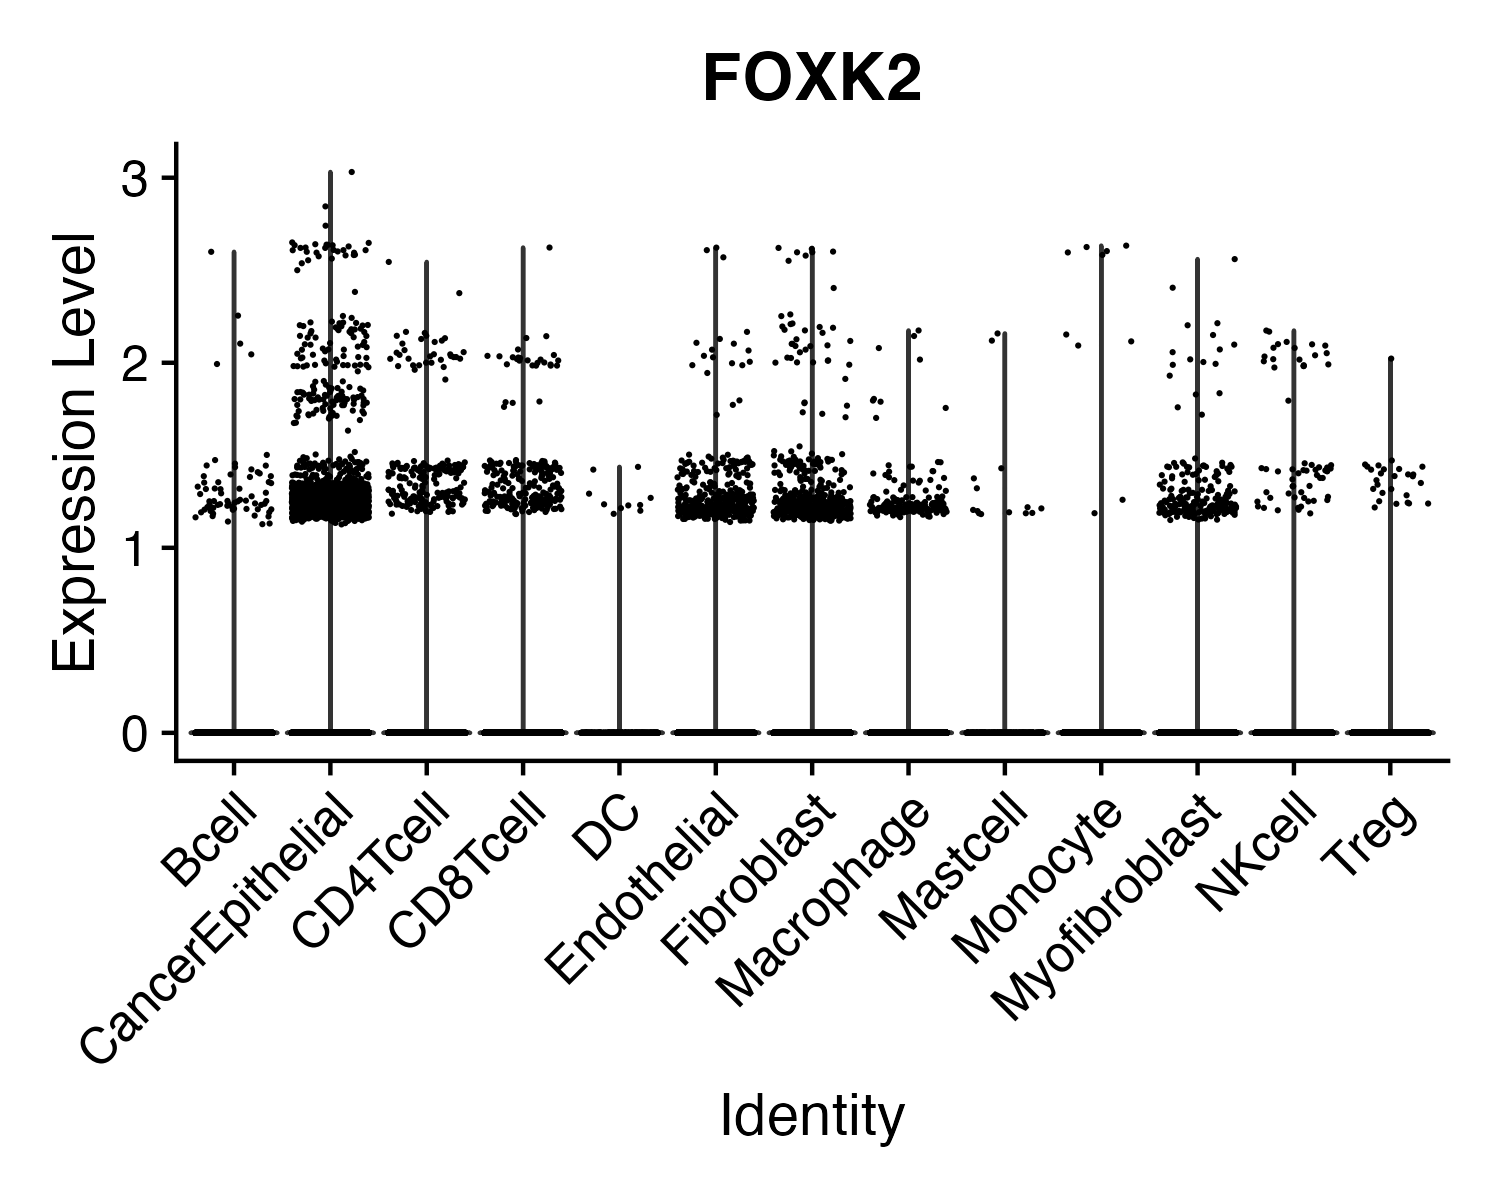 FOXK2
Expression Level
3
2
1
0
Bcell
CancerEpithelial
CD4Tcell
CD8Tcell
DC
Endothelial
Fibroblast
Macrophage
Mastcell
Monocyte
Myofibroblast
NKcell
Treg
Identity